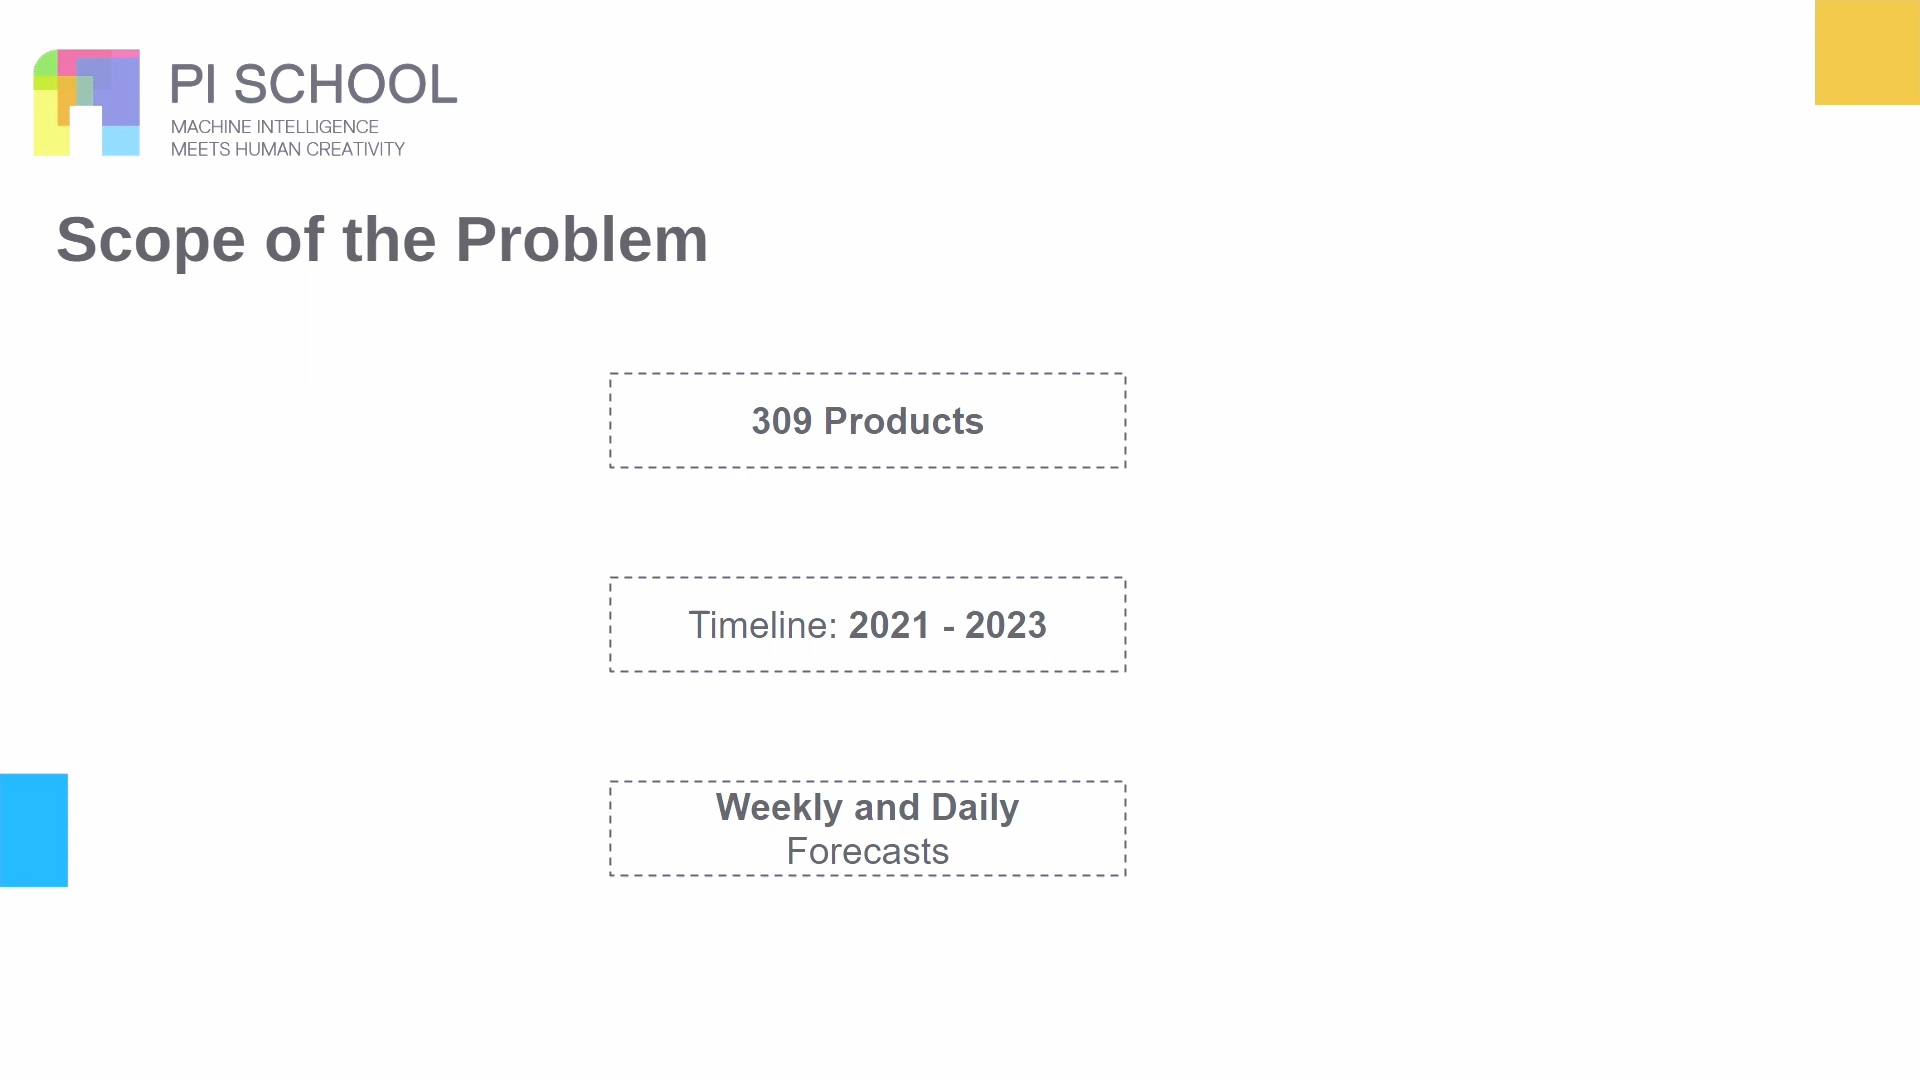 PI SCHOOL
MACHINE INTELLIGENCE
MEETS HUMAN CREATIVITY
Scope of the Problem
309 Products
Timeline: 2021 - 2023
Weekly and Daily
Forecasts